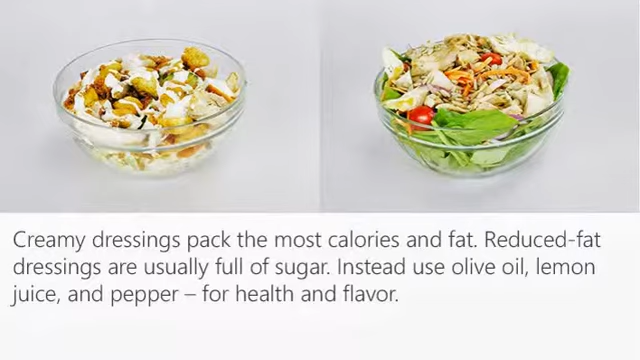 Creamy dressings pack the most calories and fat. Reduced-fat
dressings are usually full of sugar. Instead use olive oil, lemon
juice, and pepper – for health and flavor.